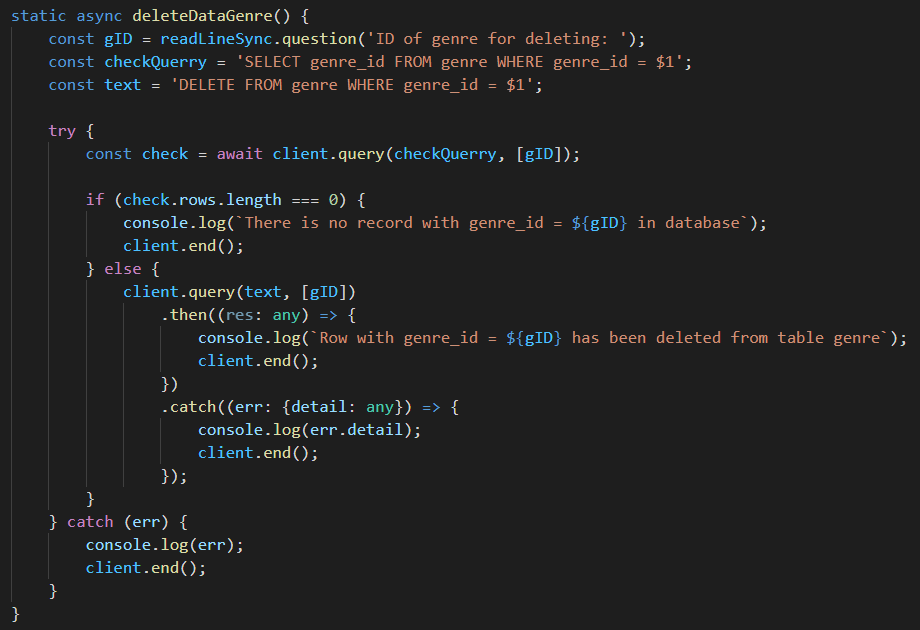 static async deleteDataGenre() {
    const gID = readLineSync.question('ID of genre for deleting: ');
    const checkQuerry = 'SELECT genre_id FROM genre WHERE genre_id = $1';
    const text = 'DELETE FROM genre WHERE genre_id = $1';

    try {
        const check = await client.query(checkQuerry, [gID]);

        if (check.rows.length === 0) {
            console.log(`There is no record with genre_id = ${gID} in database`);
            client.end();
        } else {
            client.query(text, [gID])
                .then((res: any) => {
                    console.log(`Row with genre_id = ${gID} has been deleted from table genre`);
                    client.end();
                })
                .catch((err: {detail: any}) => {
                    console.log(err.detail);
                    client.end();
                });
        }
    } catch (err) {
        console.log(err);
        client.end();
    }
}